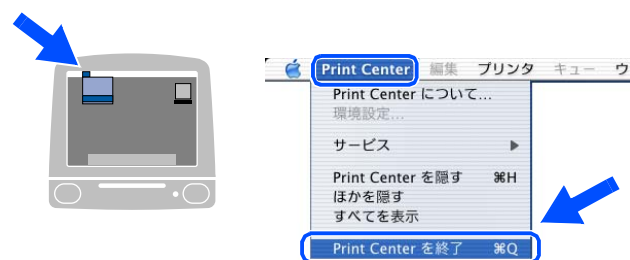 Print Center 編集 プリンタ キュー ウ
Print Center について...
環境設定...
サービス
Print Center を隠す ⌘H
ほかを隠す
すべてを表示
Print Center を終了 ⌘Q